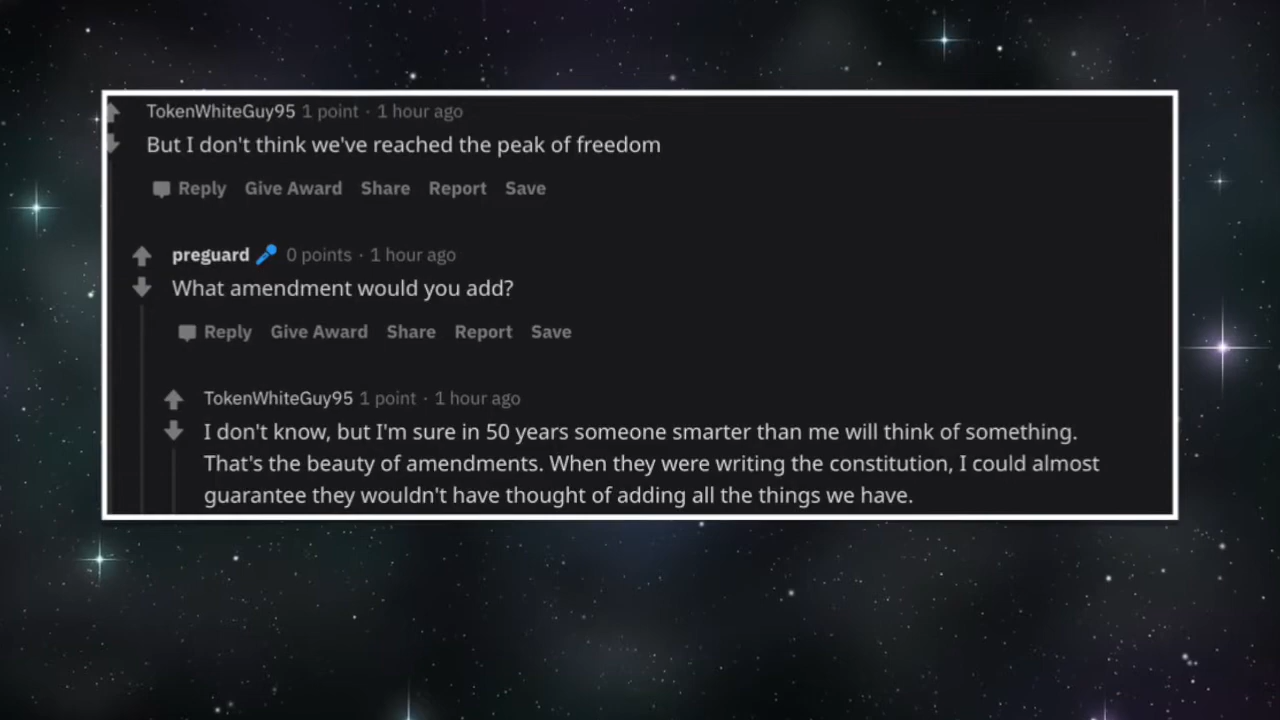 TokenWhiteGuy95 1 point · 1 hour ago
But I don't think we've reached the peak of freedom
Reply Give Award Share Report Save
preguard 0 points · 1 hour ago
What amendment would you add?
Reply Give Award Share Report Save
TokenWhiteGuy95 1 point · 1 hour ago
I don't know, but I'm sure in 50 years someone smarter than me will think of something.
That's the beauty of amendments. When they were writing the constitution, I could almost
guarantee they wouldn't have thought of adding all the things we have.